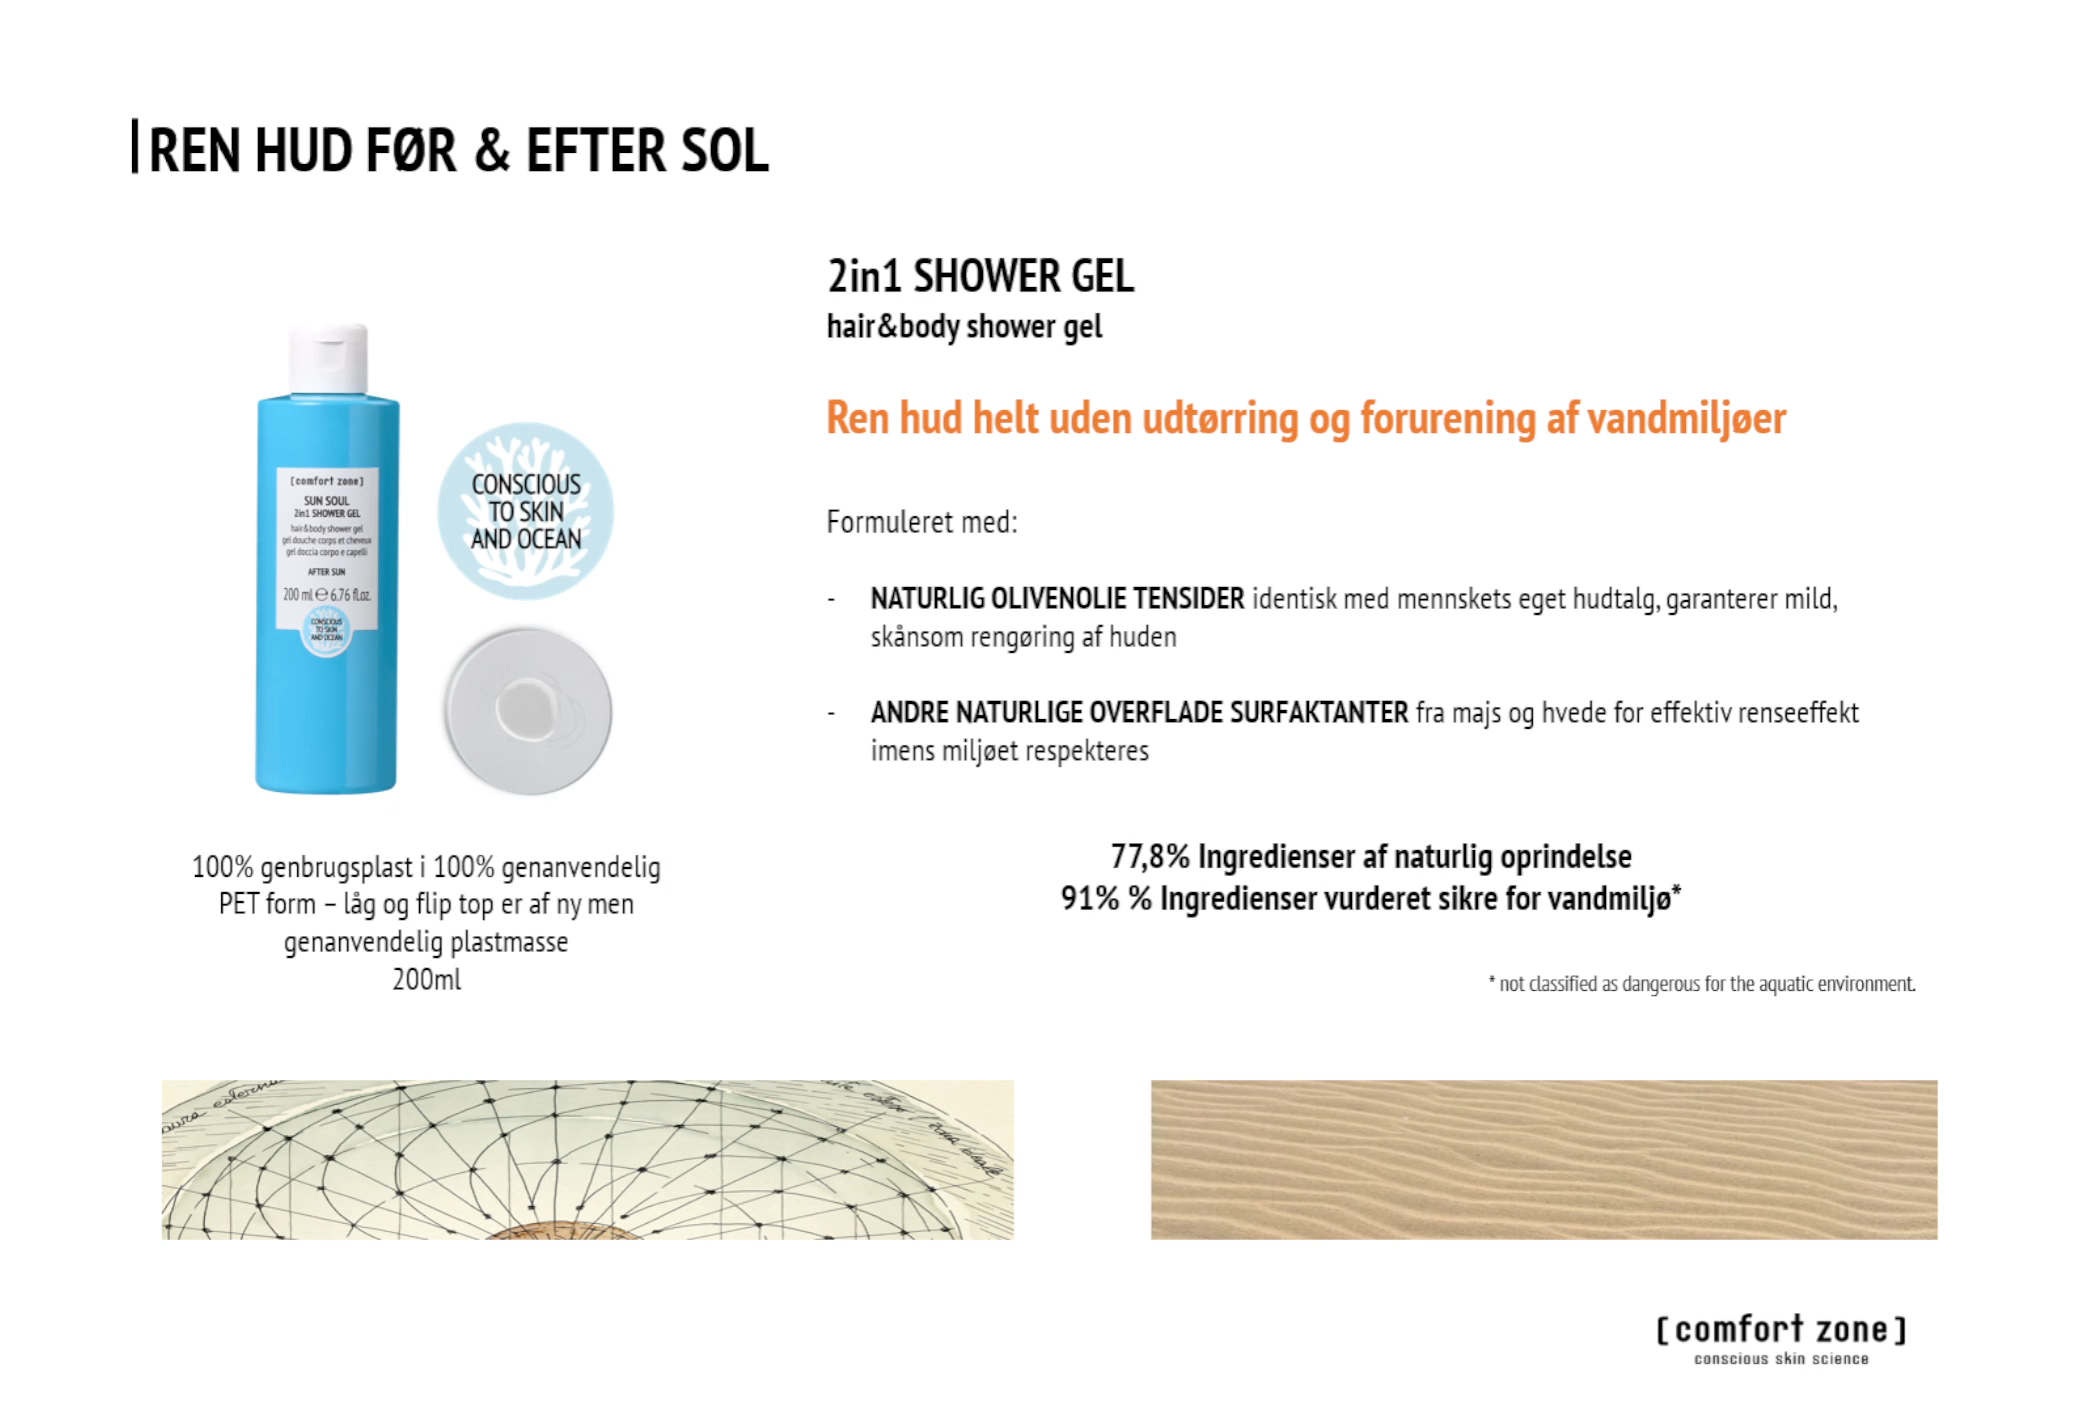 REN HUD FØR & EFTER SOL
2in1 SHOWER GEL
hair&body shower gel
Ren hud helt uden udtørring og forurening af vandmiljøer
Formuleret med:
- NATURLIG OLIVENOLIE TENSIDER identisk med mennskets eget hudtalg, garanterer mild,
skånsom rengøring af huden
- ANDRE NATURLIGE OVERFLADE SURFAKTANTER fra majs og hvede for effektiv renseeffekt
imens miljøet respekteres
77,8% Ingredienser af naturlig oprindelse
91% % Ingredienser vurderet sikre for vandmiljø*
* not classified as dangerous for the aquatic environment.
[comfort zone]
SUN SOUL
2in1 SHOWER GEL
hair&body shower gel
gel douche corps et cheveux
gel doccia corpo e capelli
AFTER SUN
200 ml ℮ 6.76 fl.oz.
CONSCIOUS
TO SKIN
AND OCEAN
CONSCIOUS
TO SKIN
AND OCEAN
100% genbrugsplast i 100% genanvendelig
PET form – låg og flip top er af ny men
genanvendelig plastmasse
200ml
[comfort zone]
conscious skin science